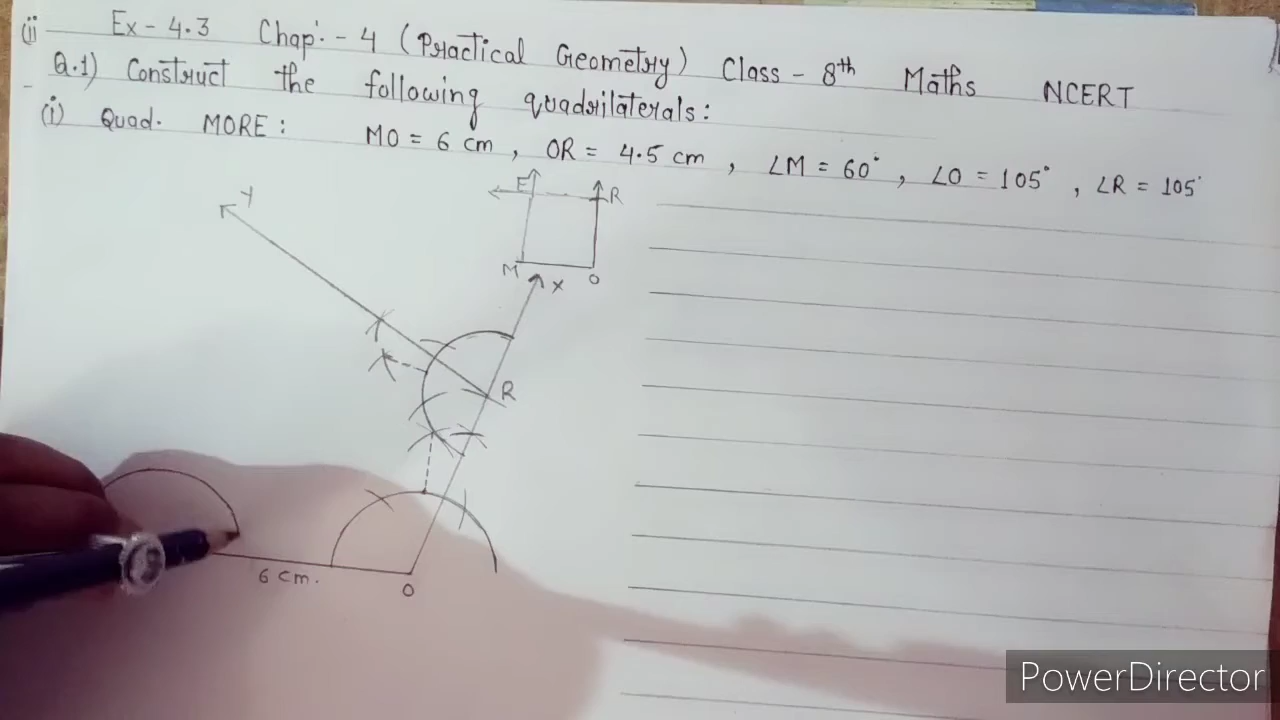 (ii
Ex - 4.3 Chap:- 4 (Practical Geometry) Class - 8th Maths NCERT
Q.1) Construct the following quadrilaterals:
(i) Quad. MORE: MO = 6 cm, OR = 4.5 cm, ∠M = 60°, ∠O = 105°, ∠R = 105°
E R
M O
Y
X
R
6 cm.
O
PowerDirector